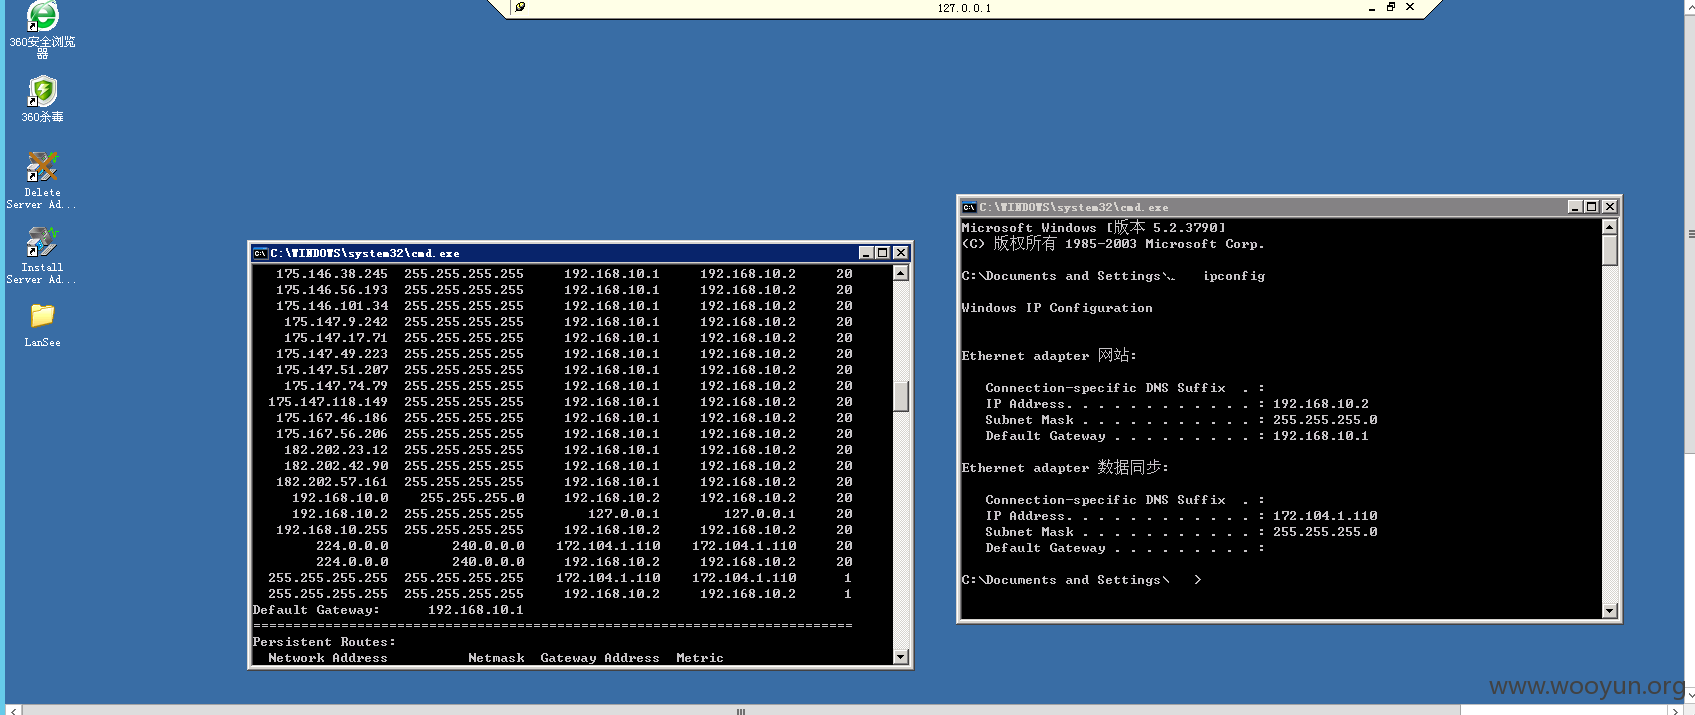 127.0.0.1
360安全浏览
器
360杀毒
Delete
Server Ad...
Install
Server Ad...
LanSee
C:\WINDOWS\system32\cmd.exe
175.146.38.245 255.255.255.255 192.168.10.1 192.168.10.2 20
175.146.56.193 255.255.255.255 192.168.10.1 192.168.10.2 20
175.146.101.34 255.255.255.255 192.168.10.1 192.168.10.2 20
175.147.9.242 255.255.255.255 192.168.10.1 192.168.10.2 20
175.147.17.71 255.255.255.255 192.168.10.1 192.168.10.2 20
175.147.49.223 255.255.255.255 192.168.10.1 192.168.10.2 20
175.147.51.207 255.255.255.255 192.168.10.1 192.168.10.2 20
175.147.74.79 255.255.255.255 192.168.10.1 192.168.10.2 20
175.147.118.149 255.255.255.255 192.168.10.1 192.168.10.2 20
175.167.46.186 255.255.255.255 192.168.10.1 192.168.10.2 20
175.167.56.206 255.255.255.255 192.168.10.1 192.168.10.2 20
182.202.23.12 255.255.255.255 192.168.10.1 192.168.10.2 20
182.202.42.90 255.255.255.255 192.168.10.1 192.168.10.2 20
182.202.57.161 255.255.255.255 192.168.10.1 192.168.10.2 20
192.168.10.0 255.255.255.0 192.168.10.2 192.168.10.2 20
192.168.10.2 255.255.255.255 127.0.0.1 127.0.0.1 20
192.168.10.255 255.255.255.255 192.168.10.2 192.168.10.2 20
224.0.0.0 240.0.0.0 172.104.1.110 172.104.1.110 20
224.0.0.0 240.0.0.0 192.168.10.2 192.168.10.2 20
255.255.255.255 255.255.255.255 172.104.1.110 172.104.1.110 1
255.255.255.255 255.255.255.255 192.168.10.2 192.168.10.2 1
Default Gateway: 192.168.10.1
===========================================================================
Persistent Routes:
Network Address Netmask Gateway Address Metric
C:\WINDOWS\system32\cmd.exe
Microsoft Windows [版本 5.2.3790]
(C) 版权所有 1985-2003 Microsoft Corp.
C:\Documents and Settings\ ipconfig
Windows IP Configuration
Ethernet adapter 网站:
Connection-specific DNS Suffix . :
IP Address. . . . . . . . . . . . : 192.168.10.2
Subnet Mask . . . . . . . . . . . : 255.255.255.0
Default Gateway . . . . . . . . . : 192.168.10.1
Ethernet adapter 数据同步:
Connection-specific DNS Suffix . :
IP Address. . . . . . . . . . . . : 172.104.1.110
Subnet Mask . . . . . . . . . . . : 255.255.255.0
Default Gateway . . . . . . . . . :
C:\Documents and Settings\ >
www.wooyun.org